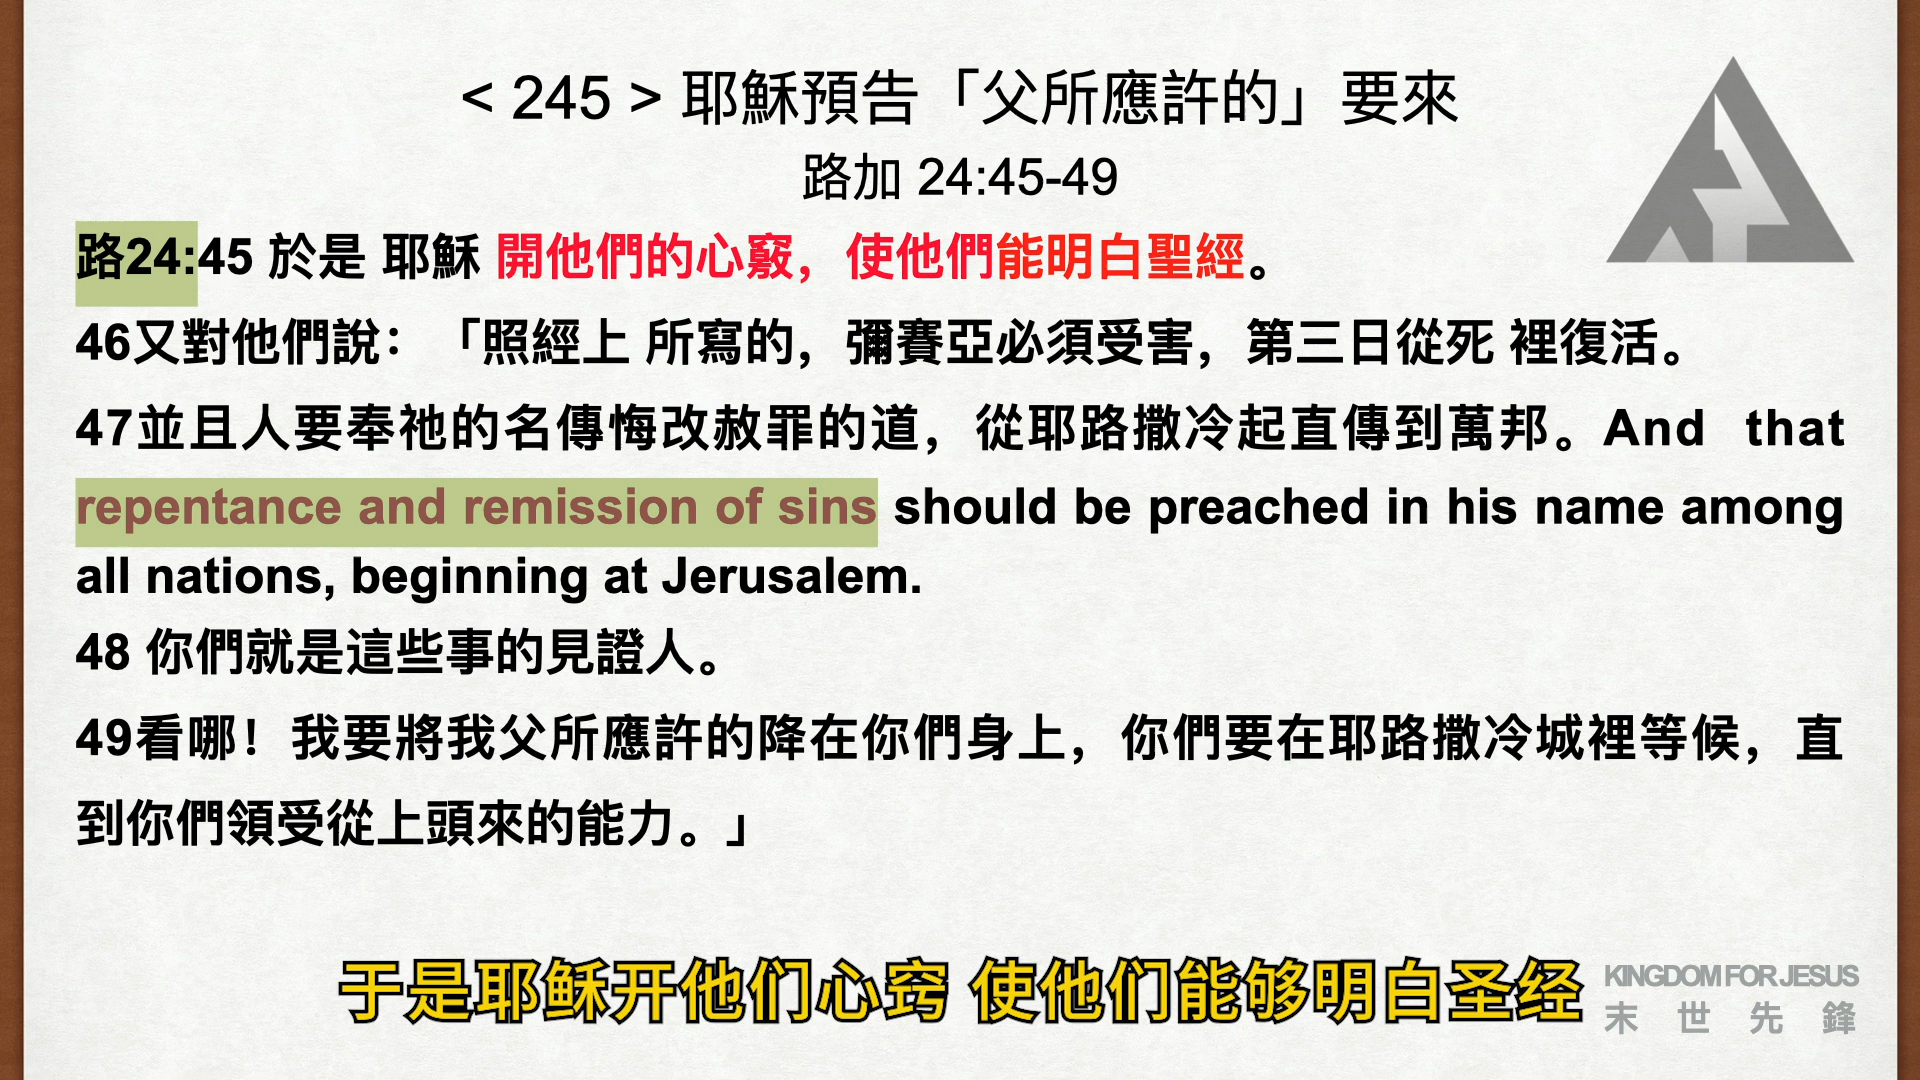 < 245 > 耶穌預告「父所應許的」要來
路加 24:45-49
路24:45 於是 耶穌 開他們的心竅，使他們能明白聖經。
46又對他們說：「照經上 所寫的，彌賽亞必須受害，第三日從死 裡復活。
47並且人要奉祂的名傳悔改赦罪的道，從耶路撒冷起直傳到萬邦。And that
repentance and remission of sins should be preached in his name among
all nations, beginning at Jerusalem.
48 你們就是這些事的見證人。
49看哪！我要將我父所應許的降在你們身上，你們要在耶路撒冷城裡等候，直
到你們領受從上頭來的能力。」
于是耶稣开他们心窍 使他们能够明白圣经
KINGDOM FOR JESUS
末世先鋒